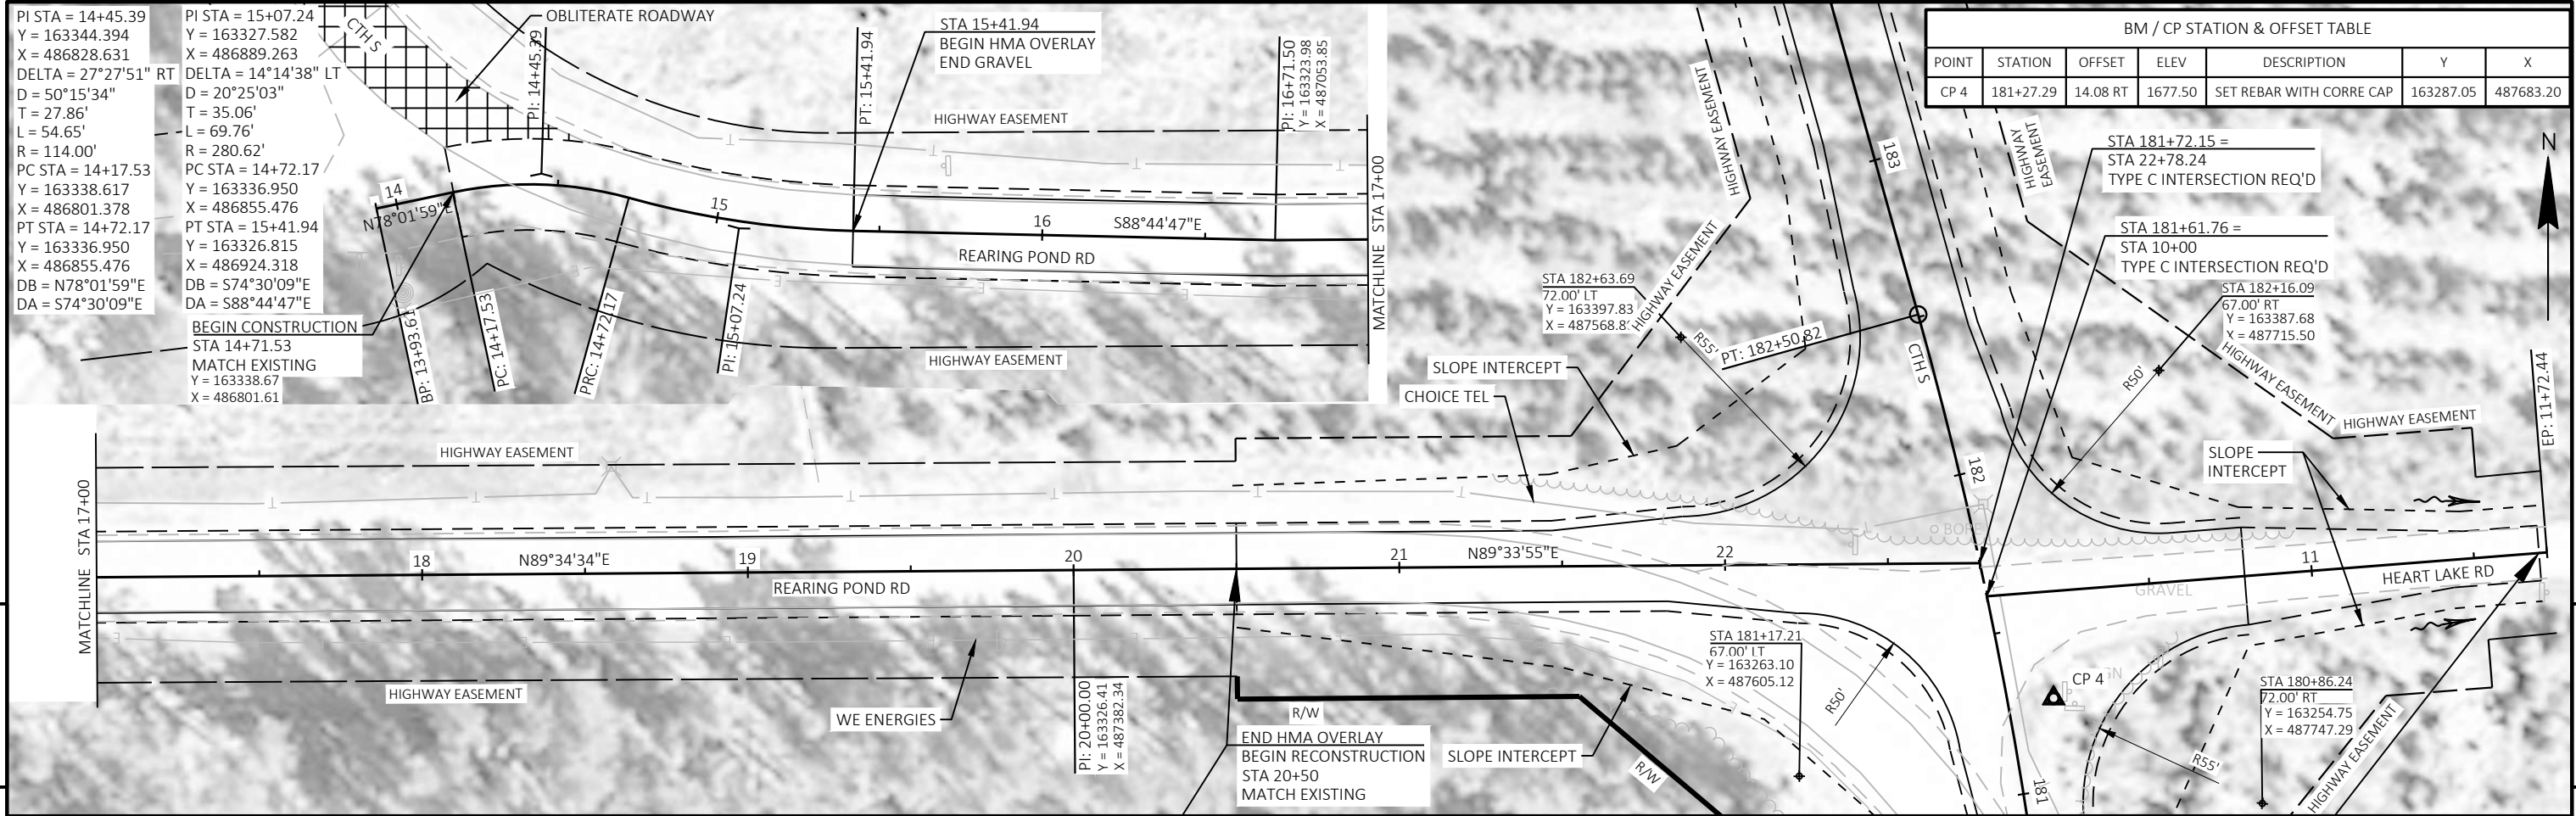 PI STA = 14+45.39
Y = 163344.394
X = 486828.631
DELTA = 27°27'51" RT
D = 50°15'34"
T = 27.86'
L = 54.65'
R = 114.00'
PC STA = 14+17.53
Y = 163338.617
X = 486801.378
PT STA = 14+72.17
Y = 163336.950
X = 486855.476
DB = N78°01'59"E
DA = S74°30'09"E
PI STA = 15+07.24
Y = 163327.582
X = 486889.263
DELTA = 14°14'38" LT
D = 20°25'03"
T = 35.06'
L = 69.76'
R = 280.62'
PC STA = 14+72.17
Y = 163336.950
X = 486855.476
PT STA = 15+41.94
Y = 163326.815
X = 486924.318
DB = S74°30'09"E
DA = S88°44'47"E
BEGIN CONSTRUCTION
STA 14+71.53
MATCH EXISTING
Y = 163338.67
X = 486801.61
CTH S
OBLITERATE ROADWAY
PI: 14+45.39
STA 15+41.94
BEGIN HMA OVERLAY
END GRAVEL
PT: 15+41.94
PI: 16+71.50
Y = 163323.98
X = 487053.85
HIGHWAY EASEMENT
14
N78°01'59"E
15
16
S88°44'47"E
REARING POND RD
BP: 13+93.61
PC: 14+17.53
PRC: 14+72.17
PI: 15+07.24
HIGHWAY EASEMENT
MATCHLINE STA 17+00
BM / CP STATION & OFFSET TABLE
POINT STATION OFFSET ELEV DESCRIPTION Y X
CP 4 181+27.29 14.08 RT 1677.50 SET REBAR WITH CORRE CAP 163287.05 487683.20
HIGHWAY EASEMENT
183
HIGHWAY
EASEMENT
STA 181+72.15 =
STA 22+78.24
TYPE C INTERSECTION REQ'D
N
STA 181+61.76 =
STA 10+00
TYPE C INTERSECTION REQ'D
STA 182+63.69
72.00' LT
Y = 163397.83
X = 487568.8
HIGHWAY EASEMENT
R55'
PT: 182+50.82
CTH S
STA 182+16.09
67.00' RT
Y = 163387.68
X = 487715.50
R50'
HIGHWAY EASEMENT
HIGHWAY EASEMENT
EP: 11+72.44
SLOPE INTERCEPT
CHOICE TEL
182
SLOPE
INTERCEPT
MATCHLINE STA 17+00
HIGHWAY EASEMENT
18
N89°34'34"E
19
20
21
N89°33'55"E
22
REARING POND RD
11
HEART LAKE RD
GRAVEL
HIGHWAY EASEMENT
WE ENERGIES
PI: 20+00.00
Y = 163326.41
X = 487382.34
R/W
END HMA OVERLAY
BEGIN RECONSTRUCTION
STA 20+50
MATCH EXISTING
SLOPE INTERCEPT
R/W
STA 181+17.21
67.00' LT
Y = 163263.10
X = 487605.12
R50'
CP 4
181
STA 180+86.24
72.00' RT
Y = 163254.75
X = 487747.29
R55'
HIGHWAY EASEMENT